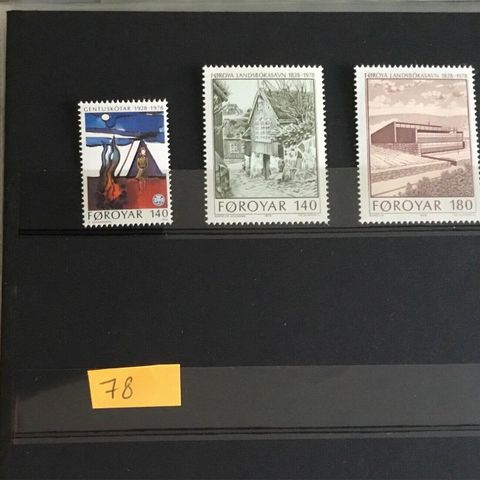 GENTUSKÓTAR 1928-1978
FØROYAR 140
FØROYA LANDSBÓKASAVN 1828-1978
FØROYAR 140
FØROYA LANDSBÓKASAVN 1828-1978
FØROYAR 180
78